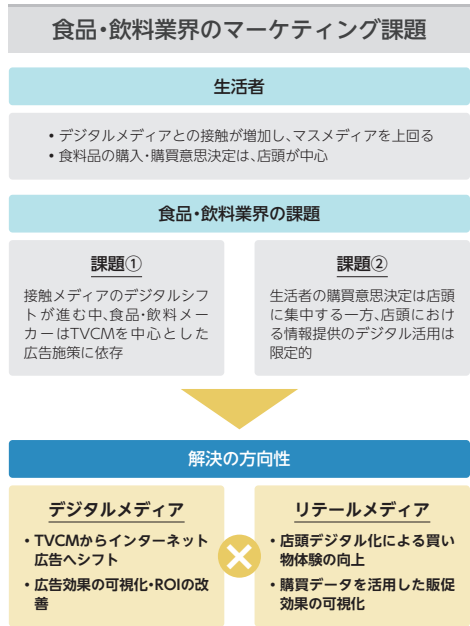 食品・飲料業界のマーケティング課題
生活者
• デジタルメディアとの接触が増加し、マスメディアを上回る
• 食料品の購入・購買意思決定は、店頭が中心
食品・飲料業界の課題
課題①
接触メディアのデジタルシフ
トが進む中、食品・飲料メー
カーはTVCMを中心とした
広告施策に依存
課題②
生活者の購買意思決定は店頭
に集中する一方、店頭におけ
る情報提供のデジタル活用は
限定的
解決の方向性
デジタルメディア
• TVCMからインターネット
広告へシフト
• 広告効果の可視化・ROIの改
善
リテールメディア
• 店頭デジタル化による買い
物体験の向上
• 購買データを活用した販促
効果の可視化